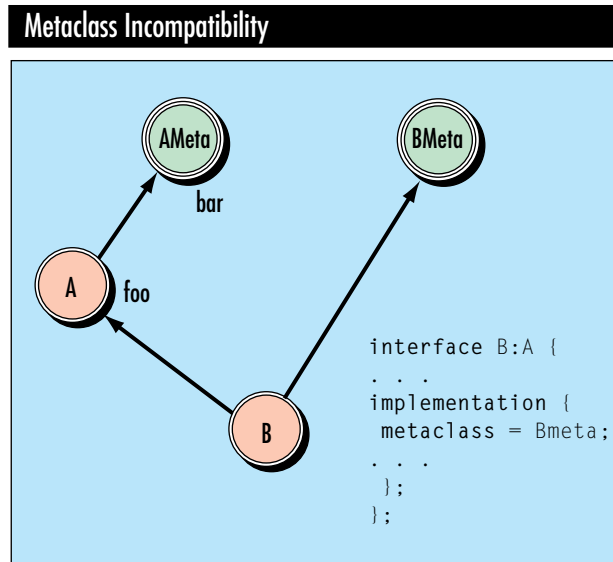 Metaclass Incompatibility
AMeta
BMeta
bar
A
foo
B
interface B:A {
. . .
implementation {
metaclass = Bmeta;
. . .
};
};